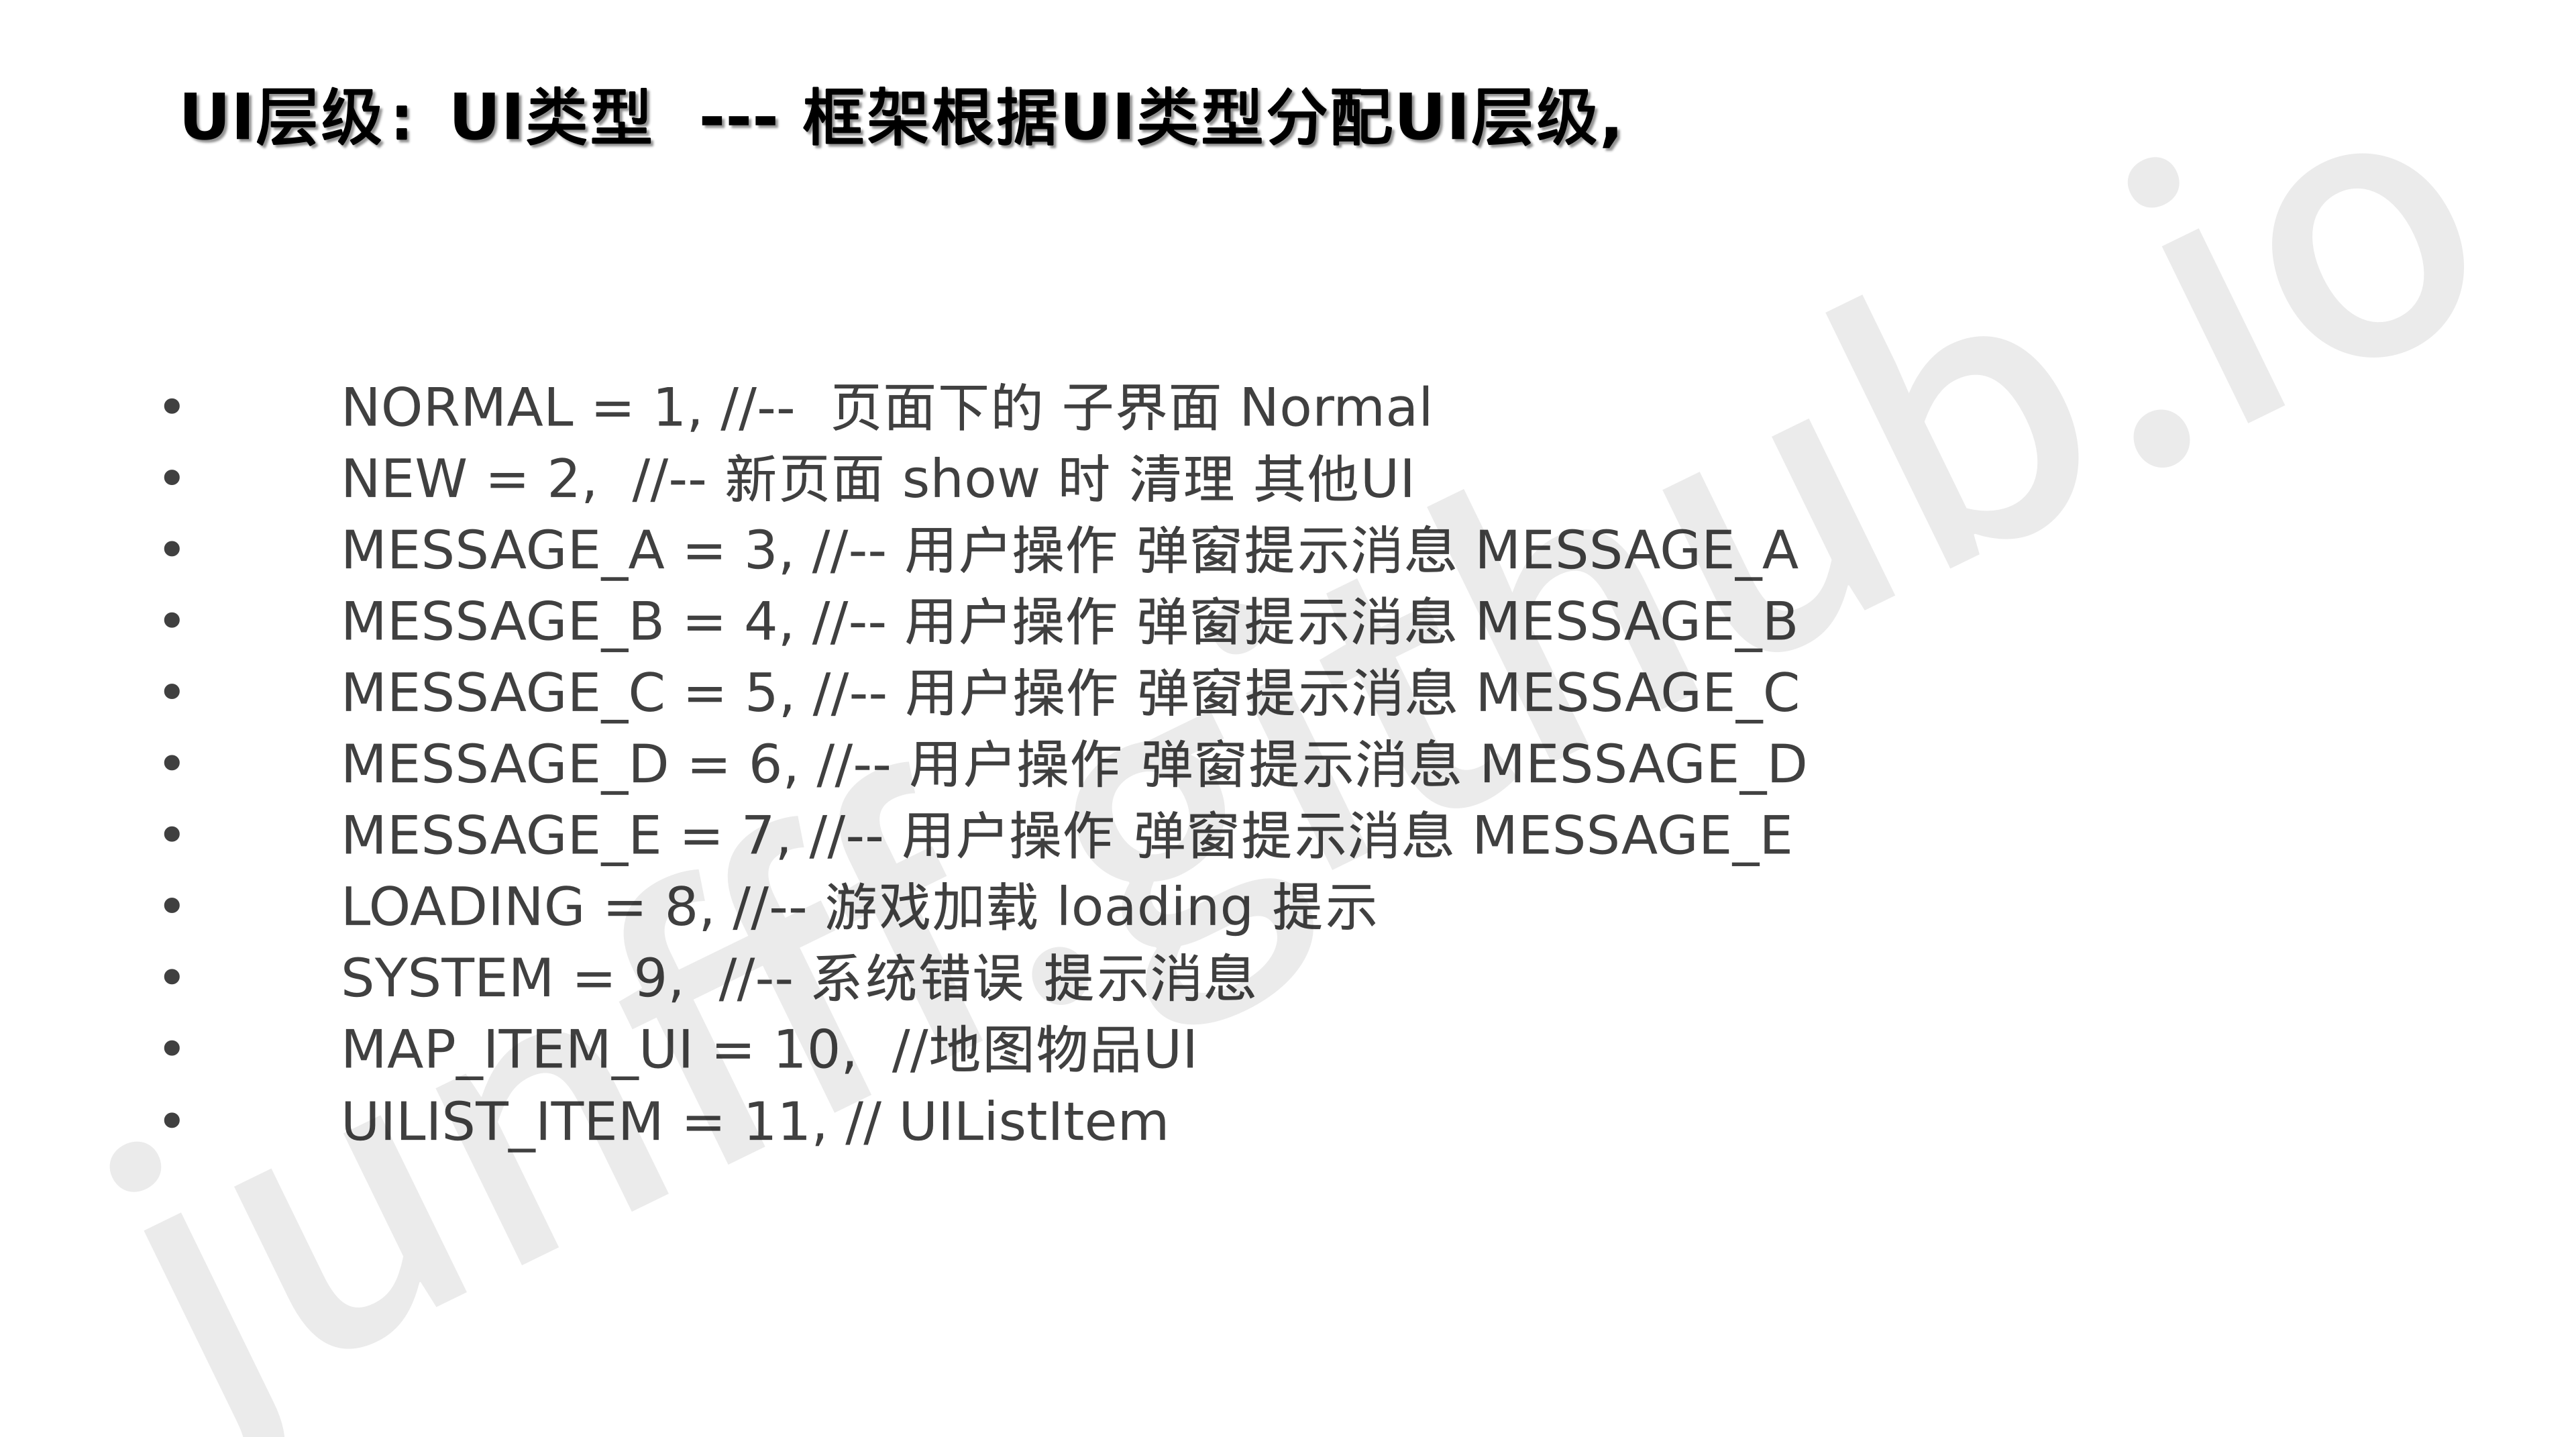 UI层级：UI类型  --- 框架根据UI类型分配UI层级,
• NORMAL = 1, //--  页面下的 子界面 Normal
• NEW = 2,  //-- 新页面 show 时 清理 其他UI
• MESSAGE_A = 3, //-- 用户操作 弹窗提示消息 MESSAGE_A
• MESSAGE_B = 4, //-- 用户操作 弹窗提示消息 MESSAGE_B
• MESSAGE_C = 5, //-- 用户操作 弹窗提示消息 MESSAGE_C
• MESSAGE_D = 6, //-- 用户操作 弹窗提示消息 MESSAGE_D
• MESSAGE_E = 7, //-- 用户操作 弹窗提示消息 MESSAGE_E
• LOADING = 8, //-- 游戏加载 loading 提示
• SYSTEM = 9,  //-- 系统错误 提示消息
• MAP_ITEM_UI = 10,  //地图物品UI
• UILIST_ITEM = 11, // UIListItem
junfff.github.io